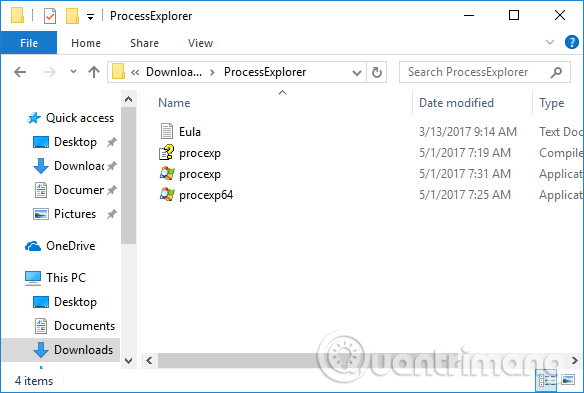 ProcessExplorer
File Home Share View
« Downloa... ProcessExplorer Search ProcessExplorer
Name Date modified Type
Quick access
Desktop
Downloac
Documen
Pictures
OneDrive
This PC
Desktop
Documents
Downloads
Eula 3/13/2017 9:14 AM Text Doc
procexp 5/1/2017 7:19 AM Compile
procexp 5/1/2017 7:31 AM Applicat
procexp64 5/1/2017 7:25 AM Applicat
4 items
Quantrimang